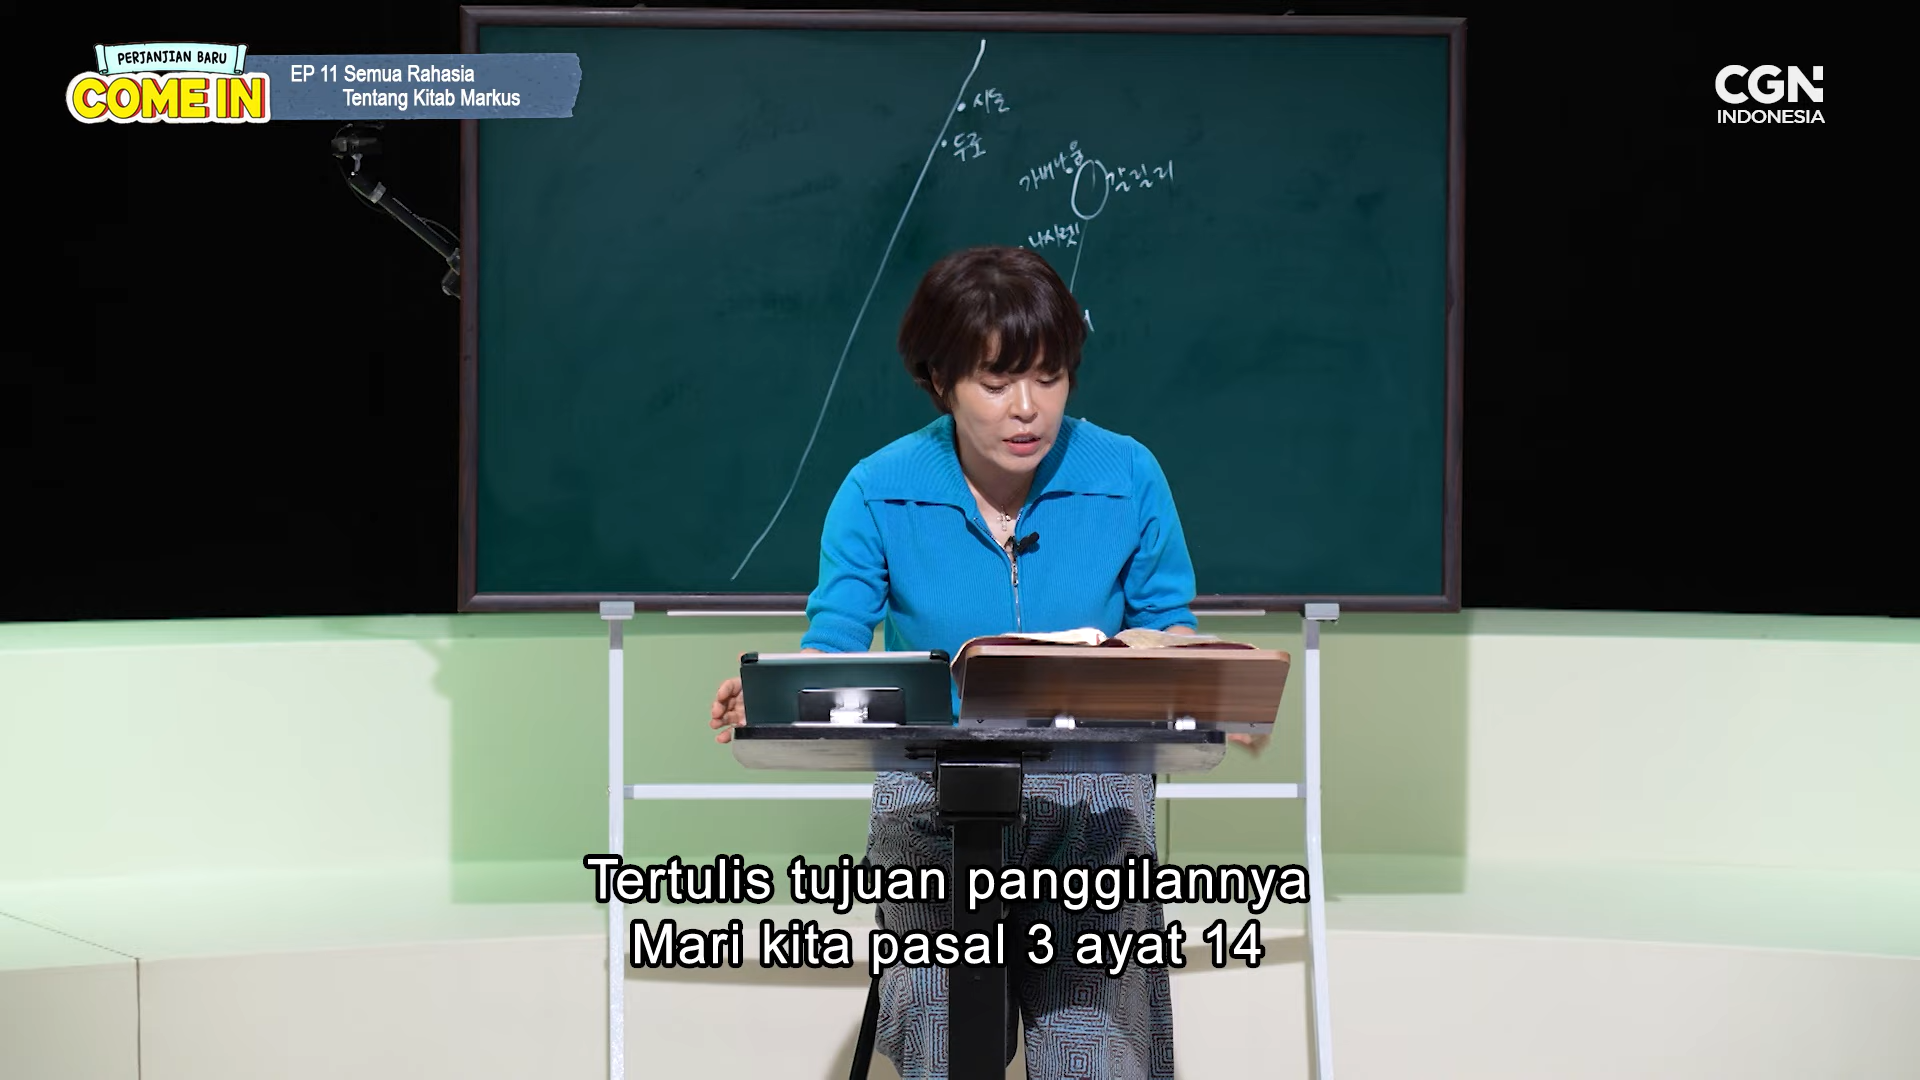 PERJANJIAN BARU
COME IN
EP 11 Semua Rahasia
Tentang Kitab Markus
CGN
INDONESIA
시돈
두로
가버나움
갈릴리
나사렛
Tertulis tujuan panggilannya
Mari kita pasal 3 ayat 14